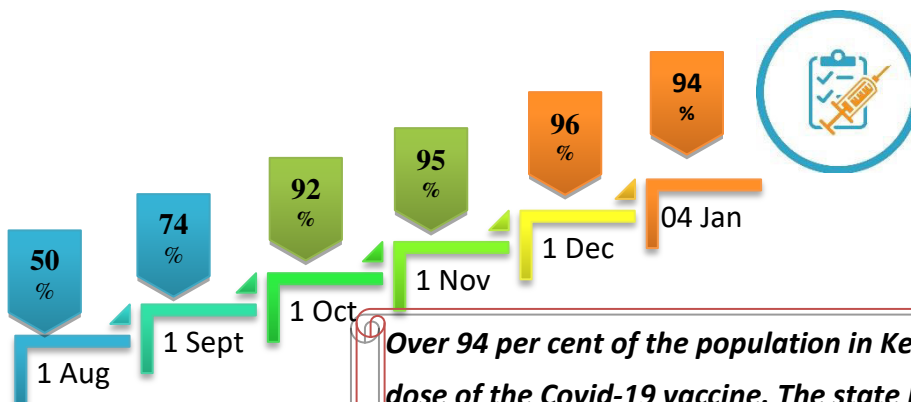 94
%
96
%
95
%
92
%
74
%
50
%
04 Jan
1 Dec
1 Nov
1 Oct
1 Sept
1 Aug
Over 94 per cent of the population in Ke
dose of the Covid-19 vaccine. The state